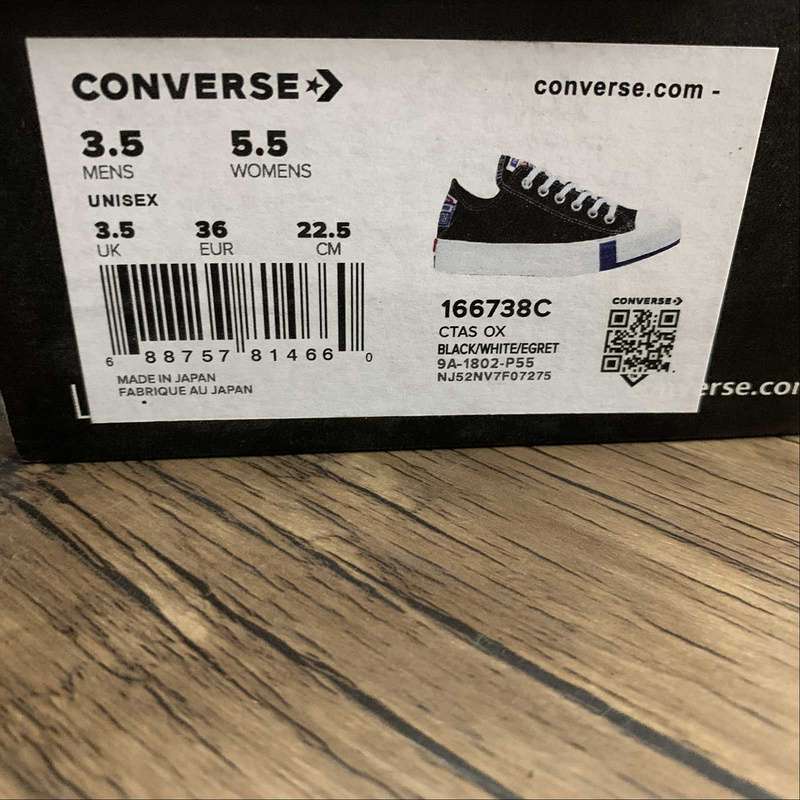 CONVERSE
converse.com -
3.5 5.5
MENS WOMENS
UNISEX
3.5 36 22.5
UK EUR CM
6 88757 81466 0
MADE IN JAPAN
FABRIQUE AU JAPAN
166738C
CTAS OX
BLACK/WHITE/EGRET
9A-1802-P55
NJ52NV7F07275
CONVERSE
erse.com